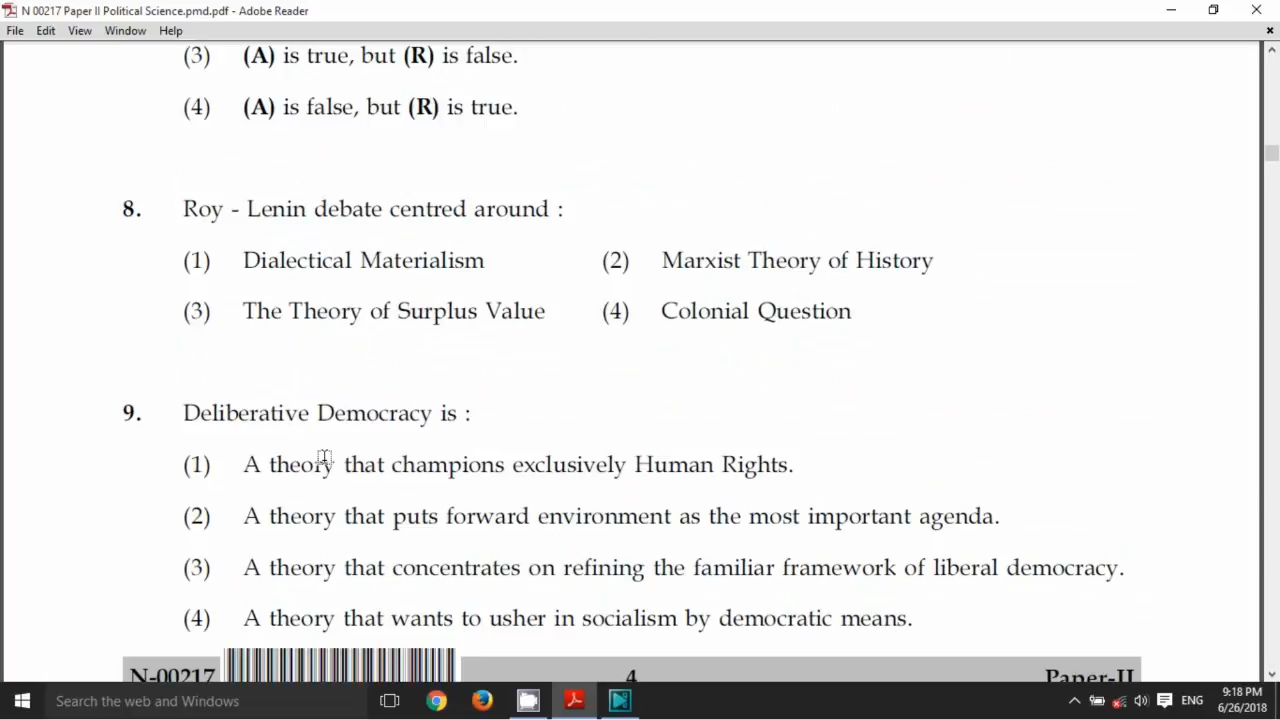 N 00217 Paper II Political Science.pmd.pdf - Adobe Reader
File Edit View Window Help
(3) (A) is true, but (R) is false.
(4) (A) is false, but (R) is true.
8. Roy - Lenin debate centred around :
(1) Dialectical Materialism (2) Marxist Theory of History
(3) The Theory of Surplus Value (4) Colonial Question
9. Deliberative Democracy is :
(1) A theory that champions exclusively Human Rights.
(2) A theory that puts forward environment as the most important agenda.
(3) A theory that concentrates on refining the familiar framework of liberal democracy.
(4) A theory that wants to usher in socialism by democratic means.
N-00217 4 Paper-II
Search the web and Windows ENG 9:18 PM
6/26/2018